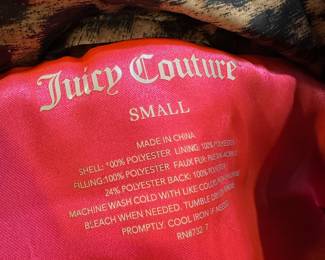 Juicy Couture
SMALL
MADE IN CHINA
SHELL: 100% POLYESTER LINING: 100% POLYESTER
FILLING:100% POLYESTER FAUX FUR:
24% POLYESTER BACK: 100% POLYESTER
MACHINE WASH COLD WITH LIKE COLORS
BLEACH WHEN NEEDED. TUMBLE DRY
PROMPTLY. COOL IRON IF NEEDED
RN8732 7